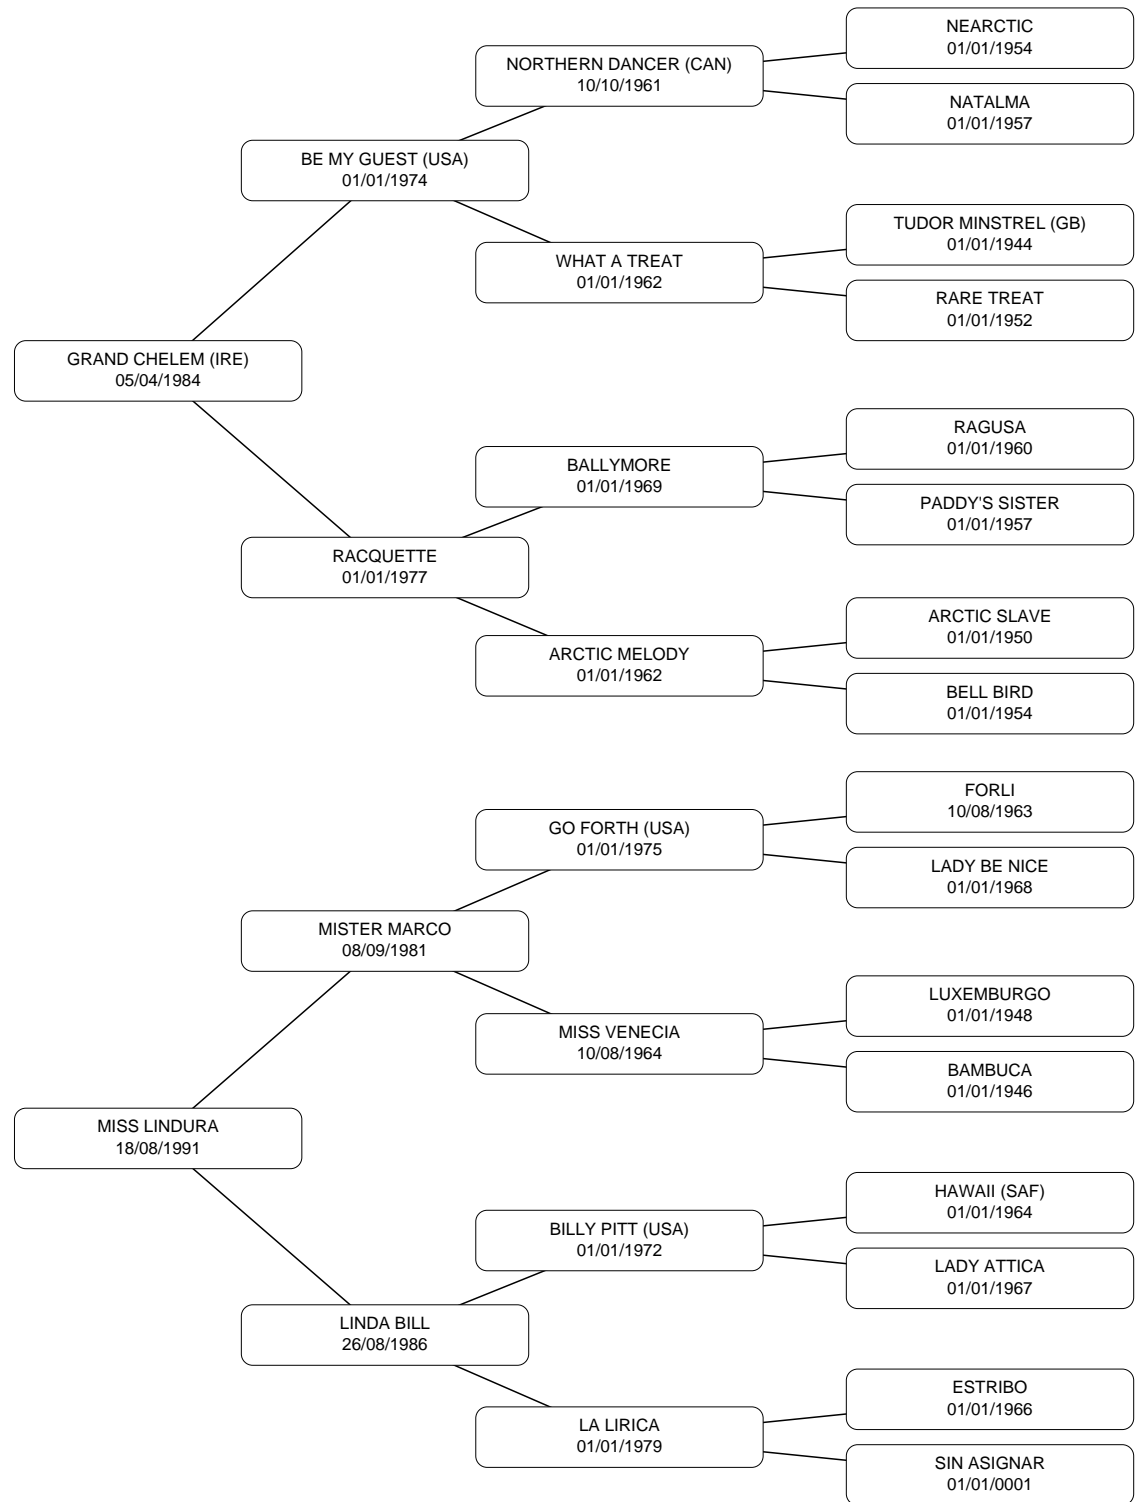 NEARCTIC
01/01/1954
NORTHERN DANCER (CAN)
10/10/1961
NATALMA
01/01/1957
BE MY GUEST (USA)
01/01/1974
TUDOR MINSTREL (GB)
01/01/1944
WHAT A TREAT
01/01/1962
RARE TREAT
01/01/1952
GRAND CHELEM (IRE)
05/04/1984
RAGUSA
01/01/1960
BALLYMORE
01/01/1969
PADDY'S SISTER
01/01/1957
RACQUETTE
01/01/1977
ARCTIC SLAVE
01/01/1950
ARCTIC MELODY
01/01/1962
BELL BIRD
01/01/1954
FORLI
10/08/1963
GO FORTH (USA)
01/01/1975
LADY BE NICE
01/01/1968
MISTER MARCO
08/09/1981
LUXEMBURGO
01/01/1948
MISS VENECIA
10/08/1964
BAMBUCA
01/01/1946
MISS LINDURA
18/08/1991
HAWAII (SAF)
01/01/1964
BILLY PITT (USA)
01/01/1972
LADY ATTICA
01/01/1967
LINDA BILL
26/08/1986
ESTRIBO
01/01/1966
LA LIRICA
01/01/1979
SIN ASIGNAR
01/01/0001